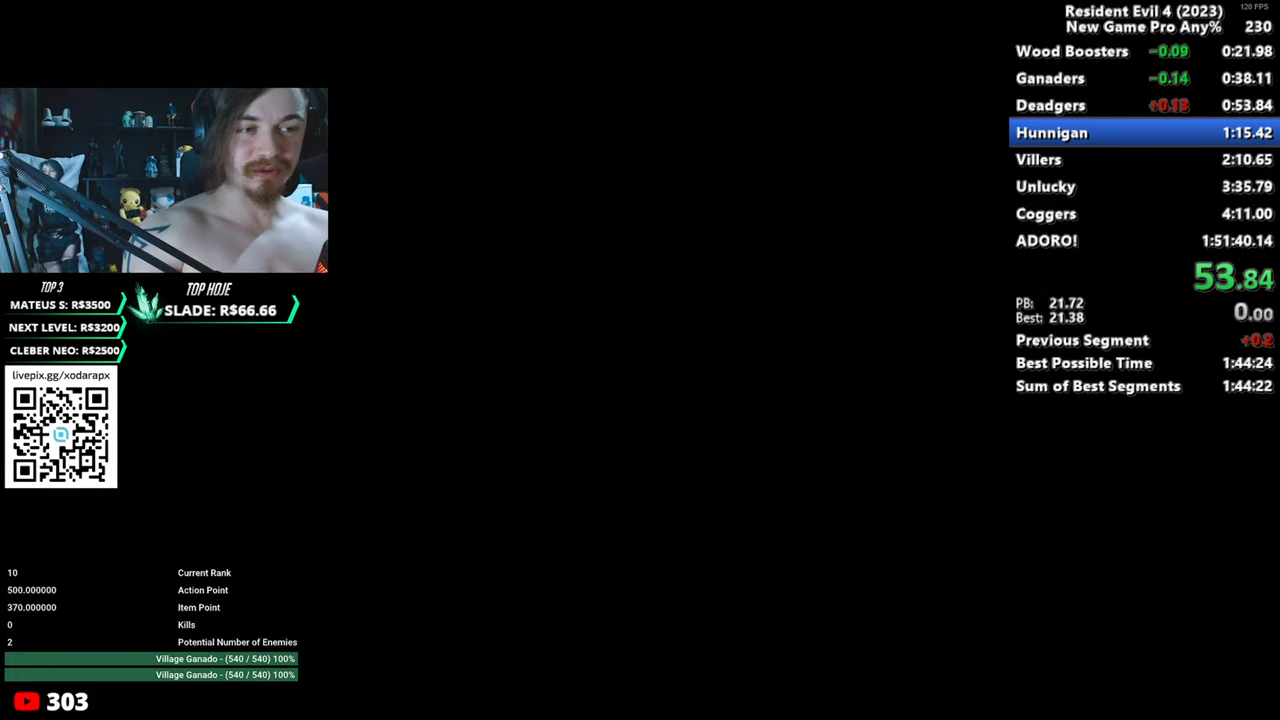 120 FPS
Resident Evil 4 (2023)
New Game Pro Any% 230
Wood Boosters −0.09 0:21.98
Ganaders −0.14 0:38.11
Deadgers +0.13 0:53.84
Hunnigan 1:15.42
Villers 2:10.65
Unlucky 3:35.79
Coggers 4:11.00
ADORO! 1:51:40.14
53.84
PB: 21.72
Best: 21.38
0.00
Previous Segment +0.2
Best Possible Time 1:44:24
Sum of Best Segments 1:44:22
TOP 3
MATEUS S: R$3500
NEXT LEVEL: R$3200
CLEBER NEO: R$2500
TOP HOJE
SLADE: R$66.66
livepix.gg/xodarapx
10 Current Rank
500.000000 Action Point
370.000000 Item Point
0 Kills
2 Potential Number of Enemies
Village Ganado - (540 / 540) 100%
Village Ganado - (540 / 540) 100%
303